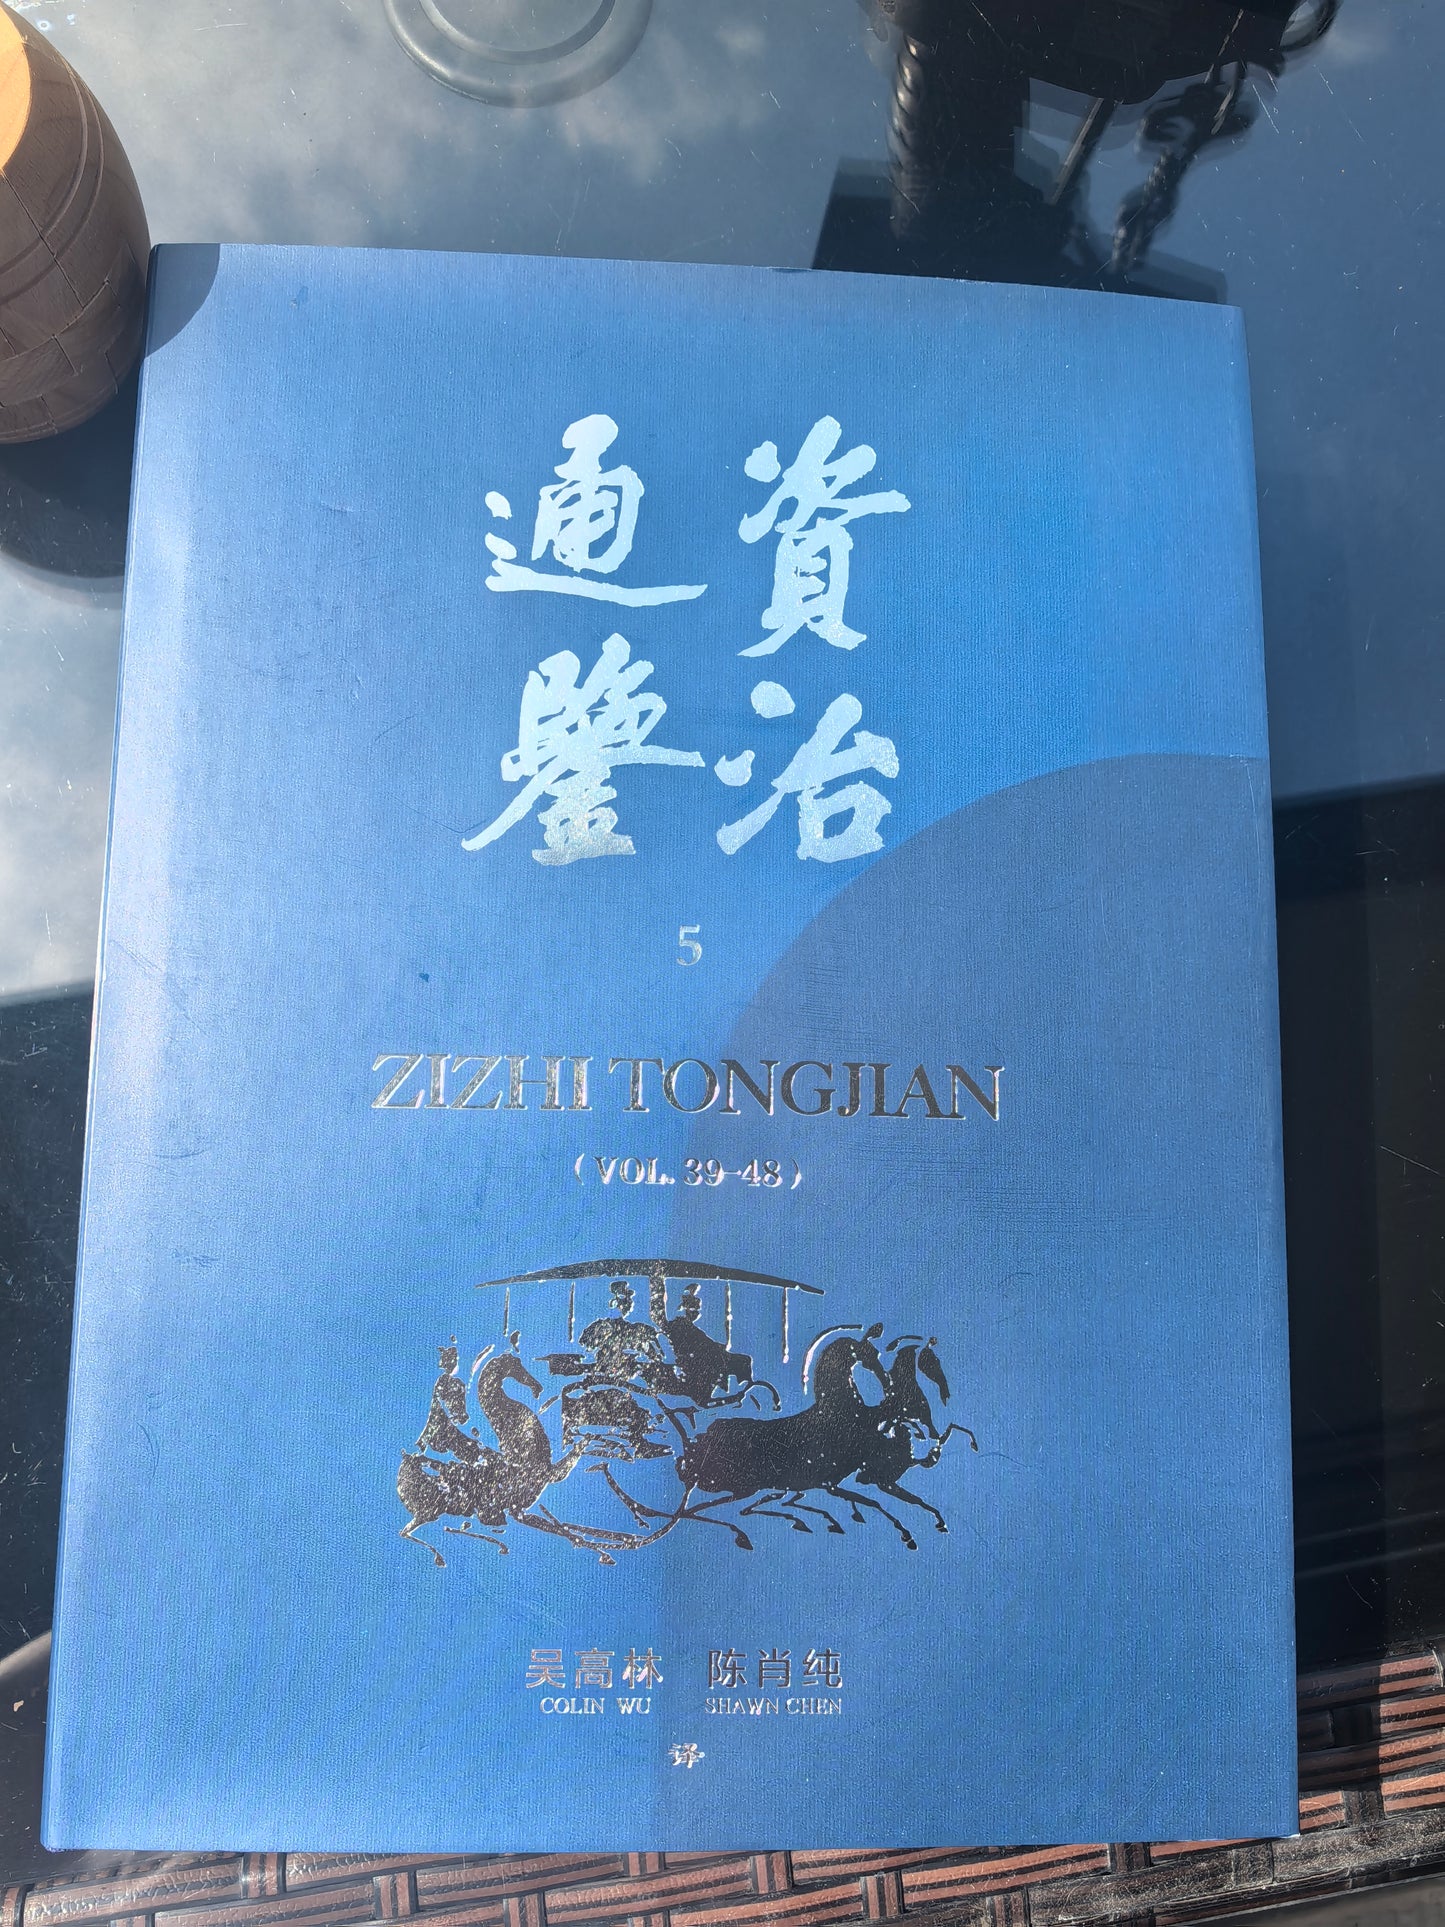 資治
通鑒
5
ZIZHI TONGJIAN
（VOL. 39-48）
吴高林 陈肖纯
COLIN WU SHAWN CHEN
译